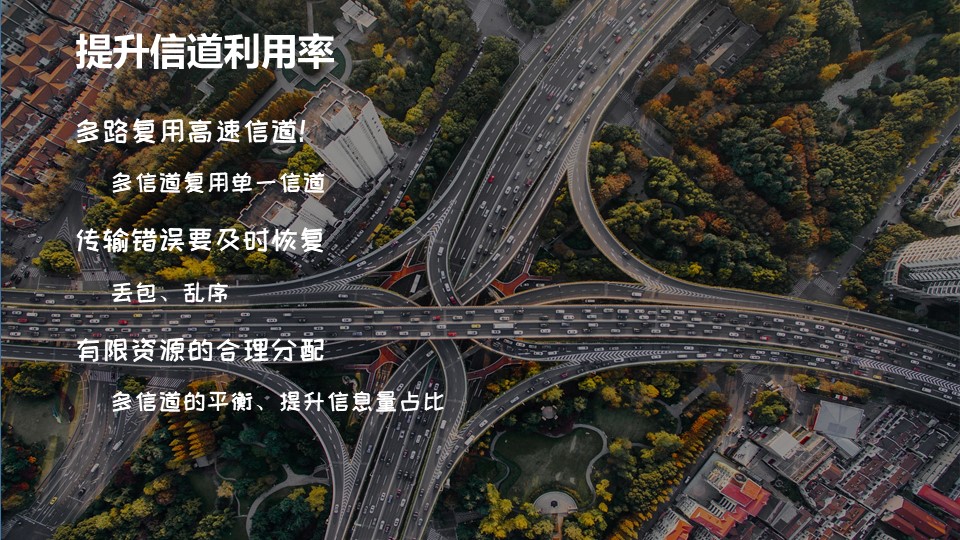 提升信道利用率
多路复用高速信道！
多信道复用单一信道
传输错误要及时恢复
丢包、乱序
有限资源的合理分配
多信道的平衡、提升信息量占比